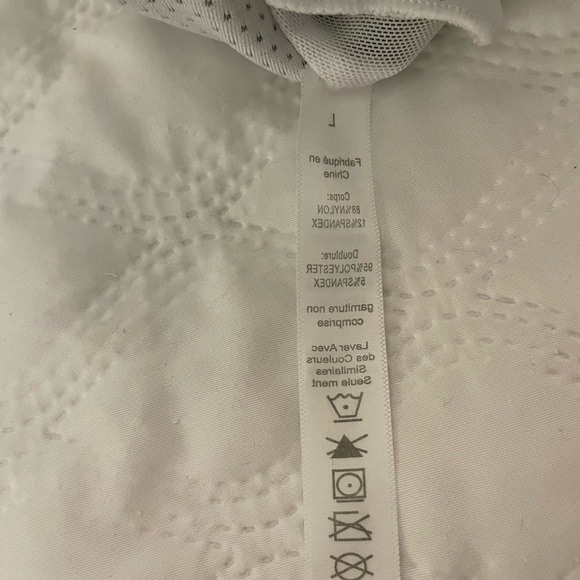 L
Fabriqué en
Chine
Corps:
88%NYLON
12%SPANDEX
Doublure:
95%POLYESTER
5%SPANDEX
garniture non
comprise
Laver Avec
des Couleurs
Similaires
Seule ment